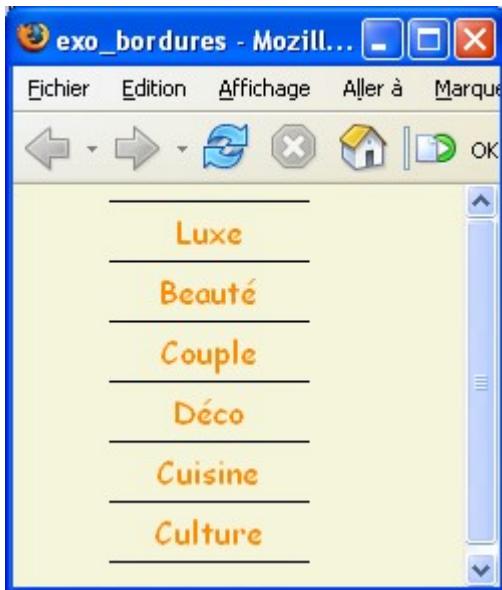 exo_bordures - Mozill...
Fichier Edition Affichage Aller à Marque
OK
Luxe
Beauté
Couple
Déco
Cuisine
Culture